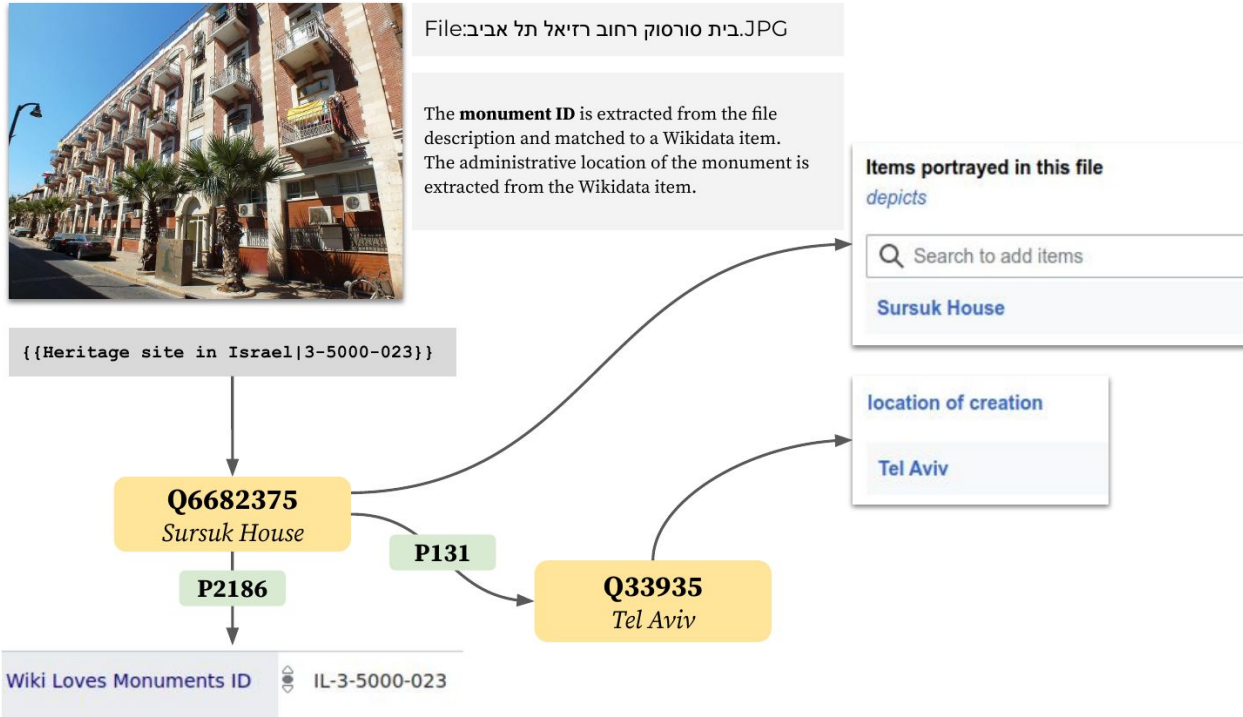 File:בית סורסוק רחוב רזיאל תל אביב.JPG
The monument ID is extracted from the file
description and matched to a Wikidata item.
The administrative location of the monument is
extracted from the Wikidata item.
Items portrayed in this file
depicts
Search to add items
Sursuk House
{{Heritage site in Israel|3-5000-023}}
location of creation
Tel Aviv
Q6682375
Sursuk House
P131
P2186
Q33935
Tel Aviv
Wiki Loves Monuments ID
IL-3-5000-023